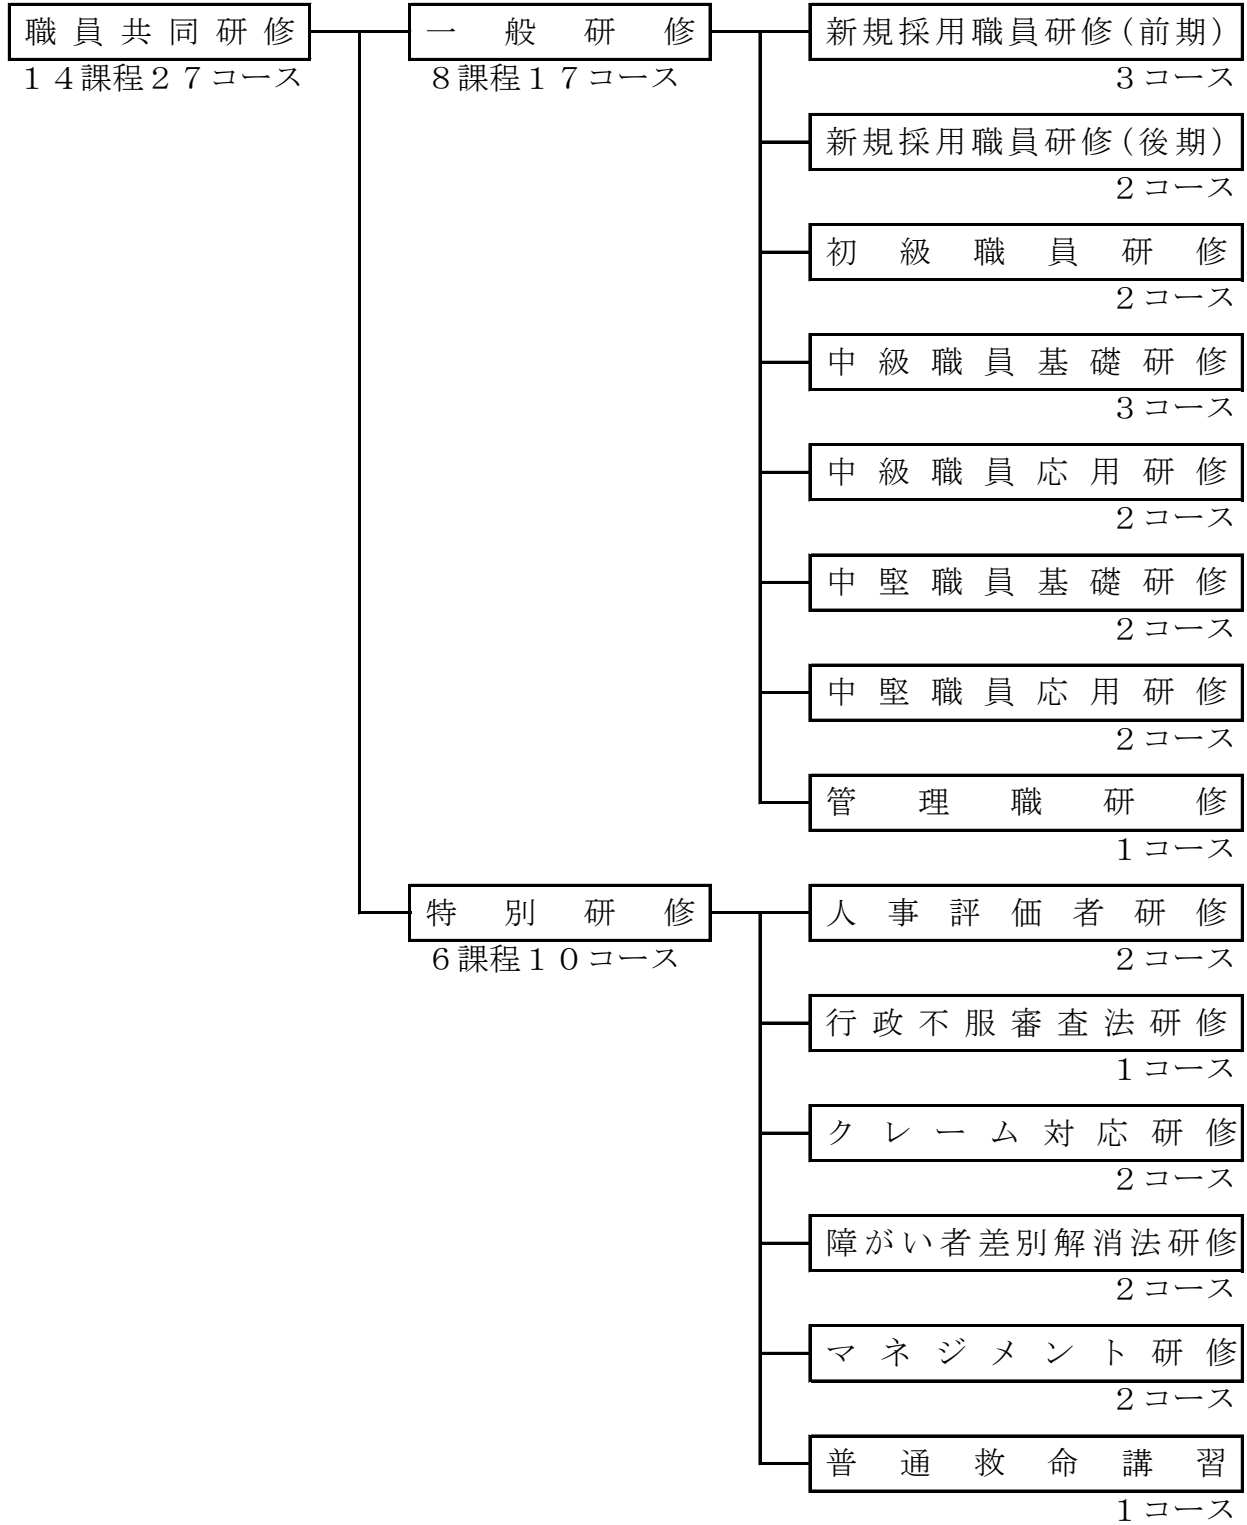 職員共同研修
１４課程２７コース
一般研修
８課程１７コース
新規採用職員研修(前期)
３コース
新規採用職員研修(後期)
２コース
初級職員研修
２コース
中級職員基礎研修
３コース
中級職員応用研修
２コース
中堅職員基礎研修
２コース
中堅職員応用研修
２コース
管理職研修
１コース
特別研修
６課程１０コース
人事評価者研修
２コース
行政不服審査法研修
１コース
クレーム対応研修
２コース
障がい者差別解消法研修
２コース
マネジメント研修
２コース
普通救命講習
１コース